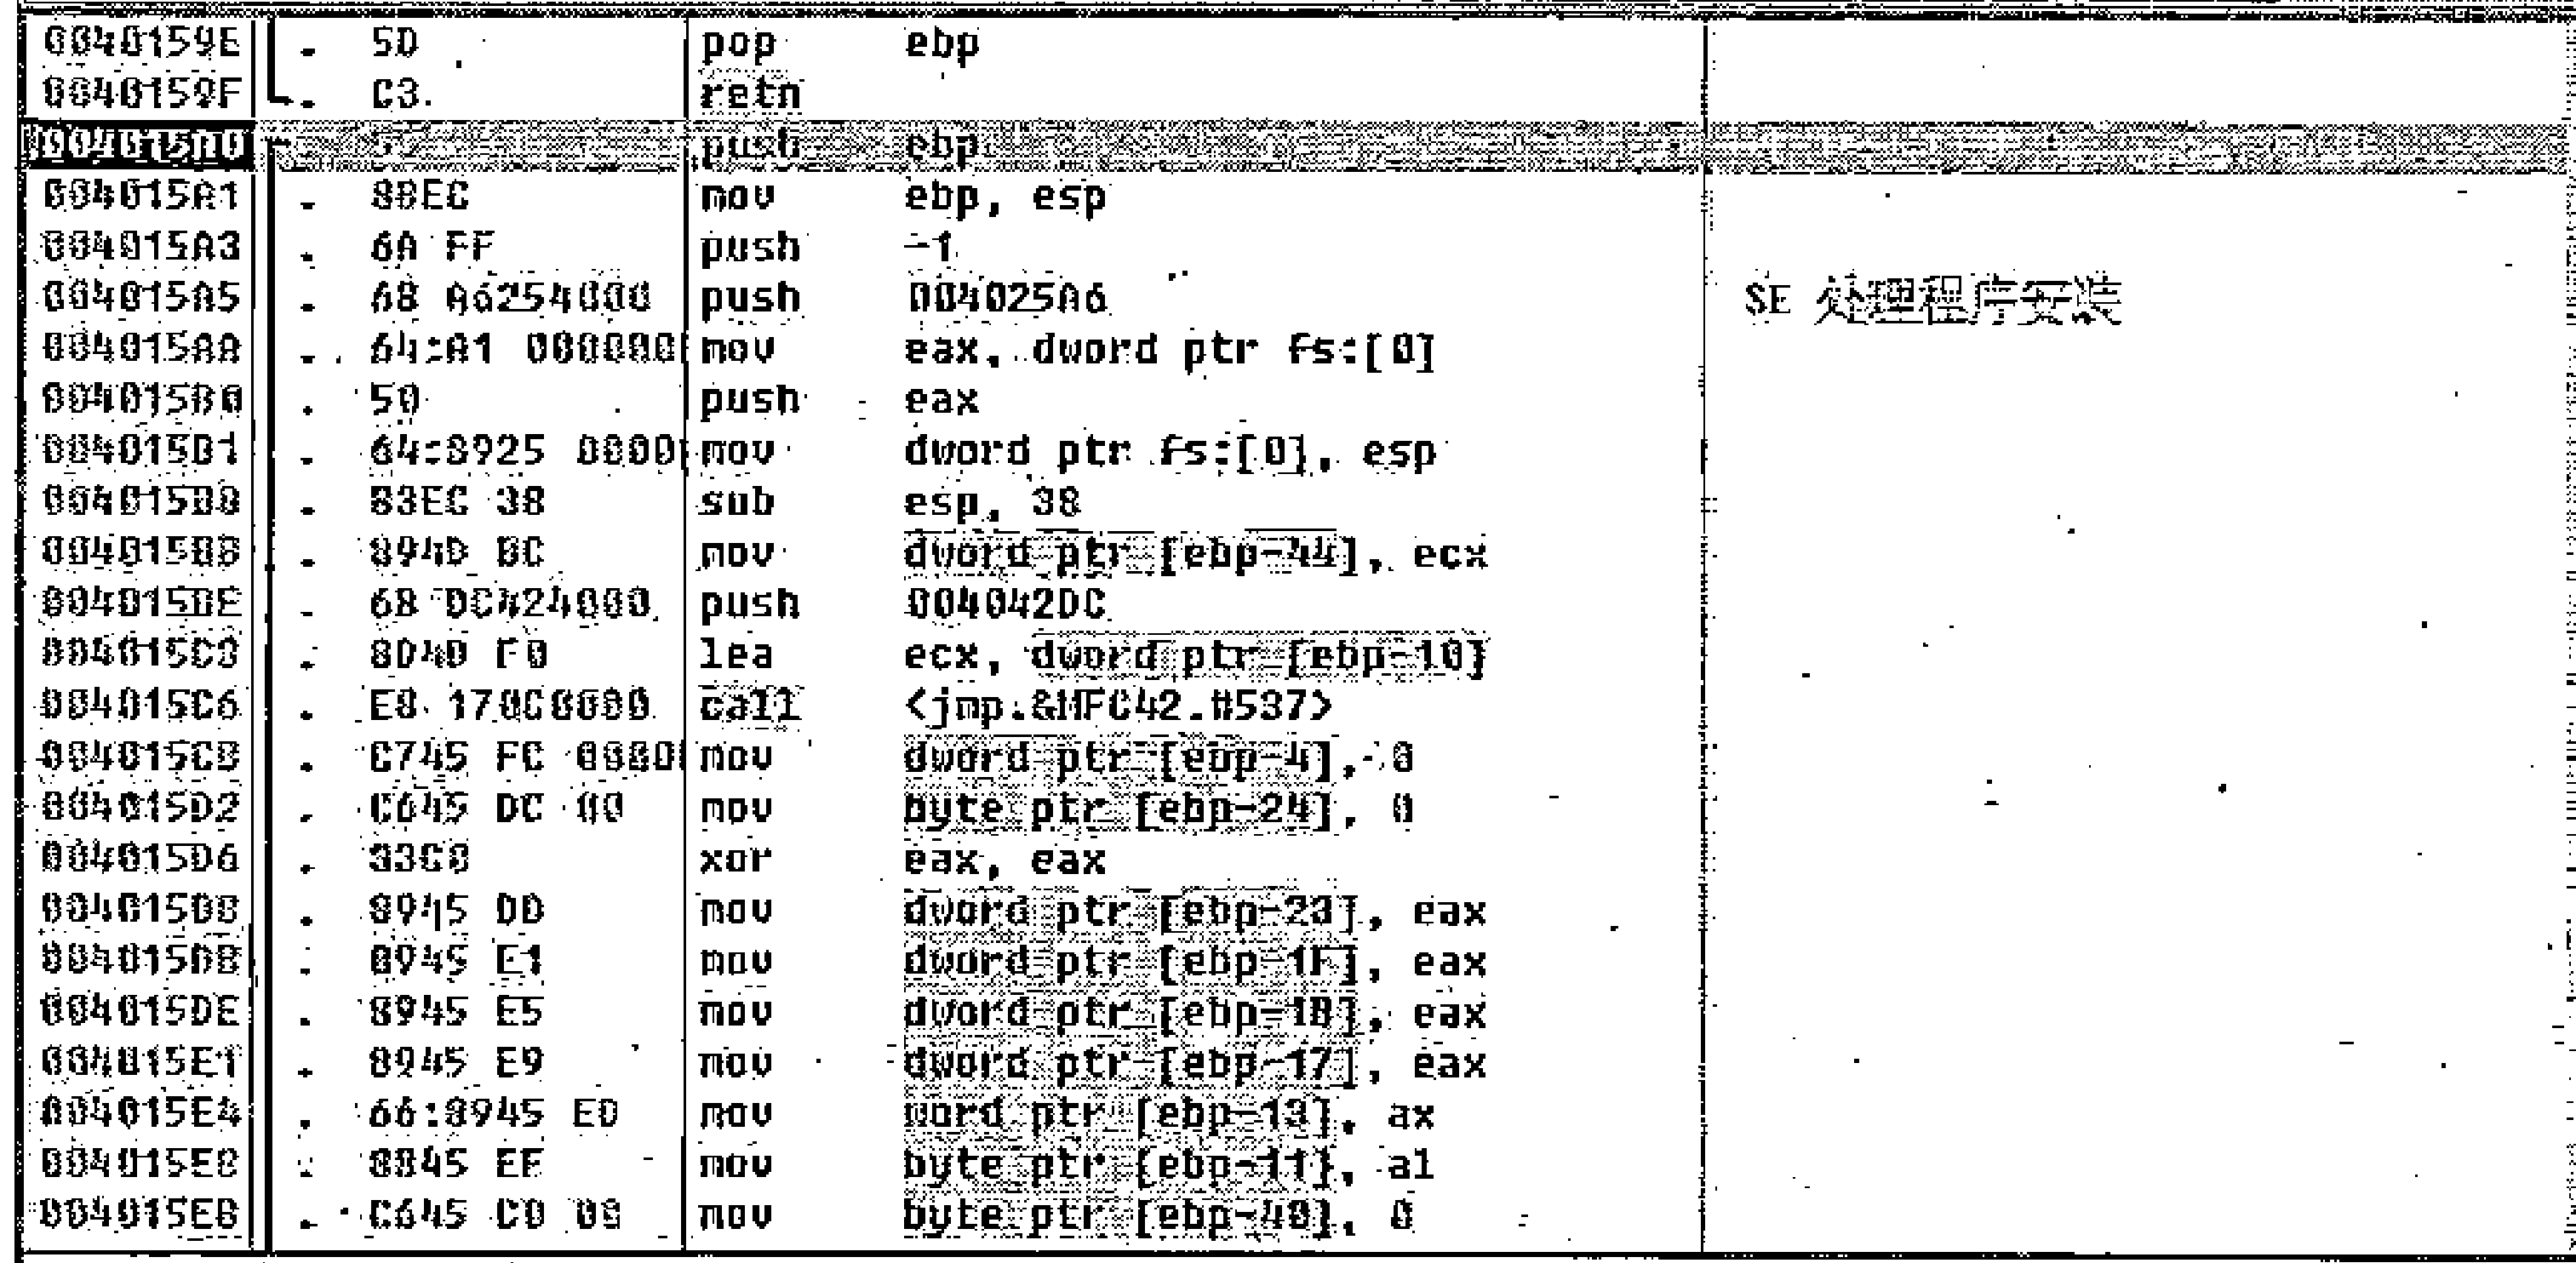 0040159E . 5D pop ebp
0040159F . C3 retn
004015A0 push ebp
004015A1 . 8BEC mov ebp, esp
004015A3 . 6A FF push -1
004015A5 . 68 A6254000 push 004025A6 SE 处理程序安装
004015AA . 64:A1 000000 mov eax, dword ptr fs:[0]
004015B0 . 50 push eax
004015B1 . 64:8925 0000 mov dword ptr fs:[0], esp
004015B8 . 83EC 38 sub esp, 38
004015BB . 894D BC mov dword ptr [ebp-44], ecx
004015BE . 68 DC424000 push 004042DC
004015C3 . 8D4D F0 lea ecx, dword ptr [ebp-10]
004015C6 . E8 170C0000 call <jmp.&MFC42.#537>
004015CB . C745 FC 0000 mov dword ptr [ebp-4], 0
004015D2 . C645 DC 00 mov byte ptr [ebp-24], 0
004015D6 . 33C0 xor eax, eax
004015D8 . 8945 DD mov dword ptr [ebp-23], eax
004015DB . 8945 E1 mov dword ptr [ebp-1F], eax
004015DE . 8945 E5 mov dword ptr [ebp-1B], eax
004015E1 . 8945 E9 mov dword ptr [ebp-17], eax
004015E4 . 66:8945 ED mov word ptr [ebp-13], ax
004015E8 . 8845 EF mov byte ptr [ebp-11], al
004015EB . C645 C0 00 mov byte ptr [ebp-40], 0